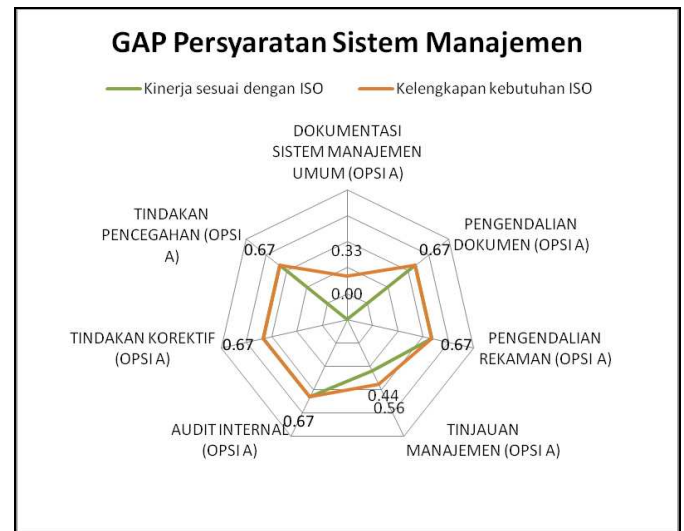 GAP Persyaratan Sistem Manajemen
Kinerja sesuai dengan ISO
Kelengkapan kebutuhan ISO
DOKUMENTASI
SISTEM MANAJEMEN
UMUM (OPSI A)
TINDAKAN
PENCEGAHAN (OPSI
A)
PENGENDALIAN
DOKUMEN (OPSI A)
0.67
0.33
0.67
0.00
TINDAKAN KOREKTIF
(OPSI A)
0.67
0.67
PENGENDALIAN
REKAMAN (OPSI A)
0.44
0.56
0.67
AUDIT INTERNAL
(OPSI A)
TINJAUAN
MANAJEMEN (OPSI A)